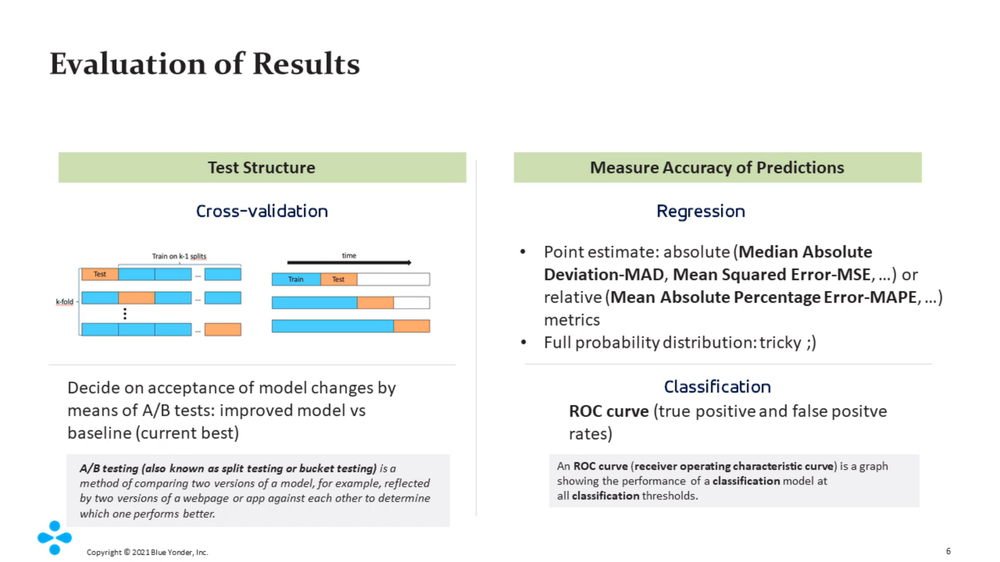 Evaluation of Results
Test Structure
Cross-validation
Train on k-1 splits
Test
...
k-fold
...
...
time
Train
Test
Decide on acceptance of model changes by
means of A/B tests: improved model vs
baseline (current best)
A/B testing (also known as split testing or bucket testing) is a
method of comparing two versions of a model, for example, reflected
by two versions of a webpage or app against each other to determine
which one performs better.
Measure Accuracy of Predictions
Regression
• Point estimate: absolute (Median Absolute
Deviation-MAD, Mean Squared Error-MSE, ...) or
relative (Mean Absolute Percentage Error-MAPE, ...)
metrics
• Full probability distribution: tricky ;)
Classification
ROC curve (true positive and false positve
rates)
An ROC curve (receiver operating characteristic curve) is a graph
showing the performance of a classification model at
all classification thresholds.
Copyright © 2021 Blue Yonder, Inc.
6